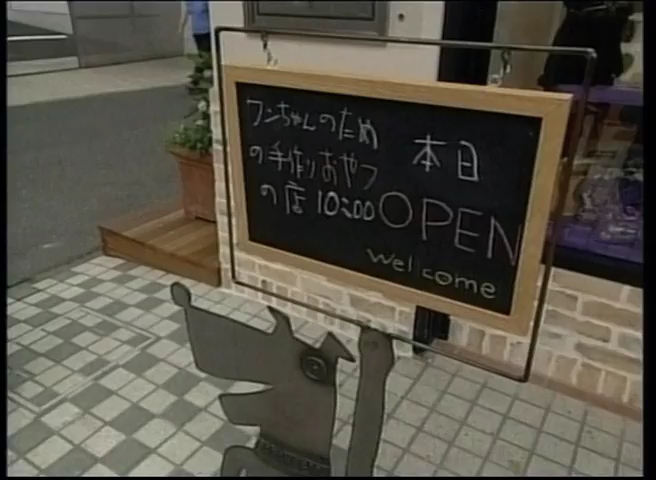 ワンちゃんのため
の手作りおやつ
の店 10:00
本日
OPEN
Welcome